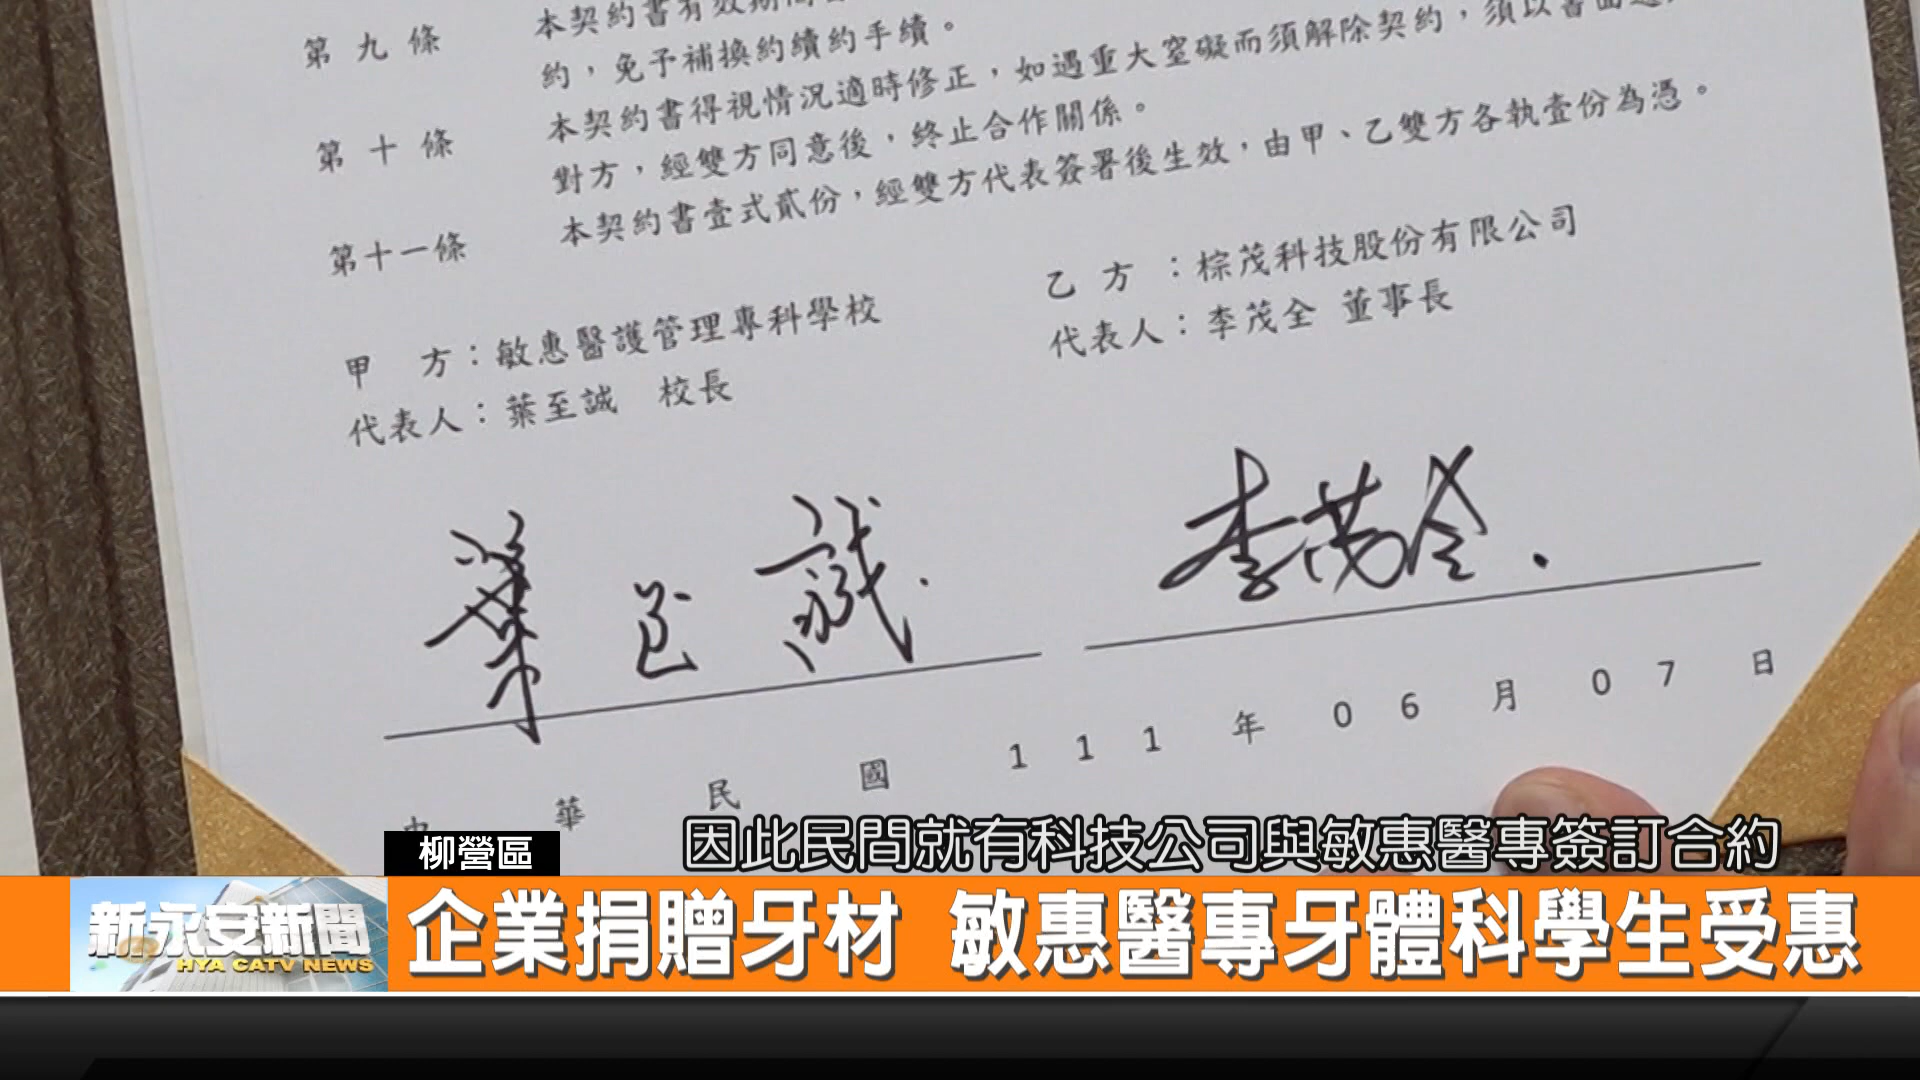 第九條
本契約書有效期間
約，免予補換約續約手續。
第十條
本契約書得視情況適時修正，如遇重大窒礙而須解除契約，須以書面
對方，經雙方同意後，終止合作關係。
第十一條
本契約書壹式貳份，經雙方代表簽署後生效，由甲、乙雙方各執壹份為憑。
甲 方：敏惠醫護管理專科學校
代表人：葉至誠 校長
乙 方 ：棕茂科技股份有限公司
代表人：李茂全 董事長
葉至誠.
李茂全.
中華民國 111 年 06 月 07 日
因此民間就有科技公司與敏惠醫專簽訂合約
柳營區
新永安新聞
HYA CATV NEWS
企業捐贈牙材 敏惠醫專牙體科學生受惠